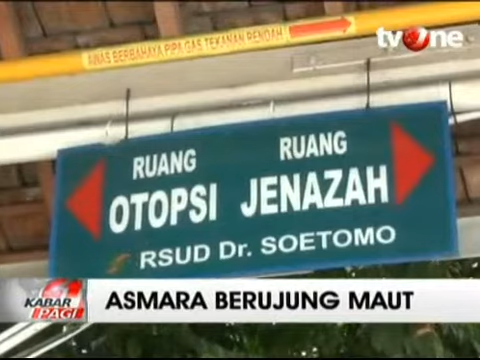 AWAS BERBAHAYA PIPA GAS TEKANAN RENDAH
tvOne
RUANG OTOPSI
RUANG JENAZAH
RSUD Dr. SOETOMO
KABAR PAGI
ASMARA BERUJUNG MAUT